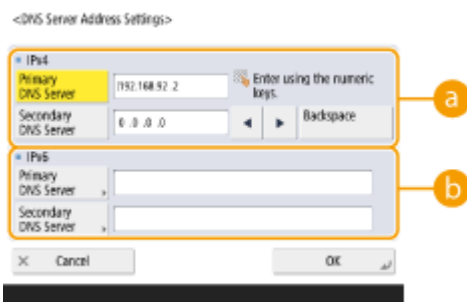 <DNS Server Address Settings>
IPv4
Primary
DNS Server
192.168.92 .2
Enter using the numeric
keys.
Secondary
DNS Server
0 .0 .0 .0
◀ ▶ Backspace
a
IPv6
Primary
DNS Server
Secondary
DNS Server
b
× Cancel
OK